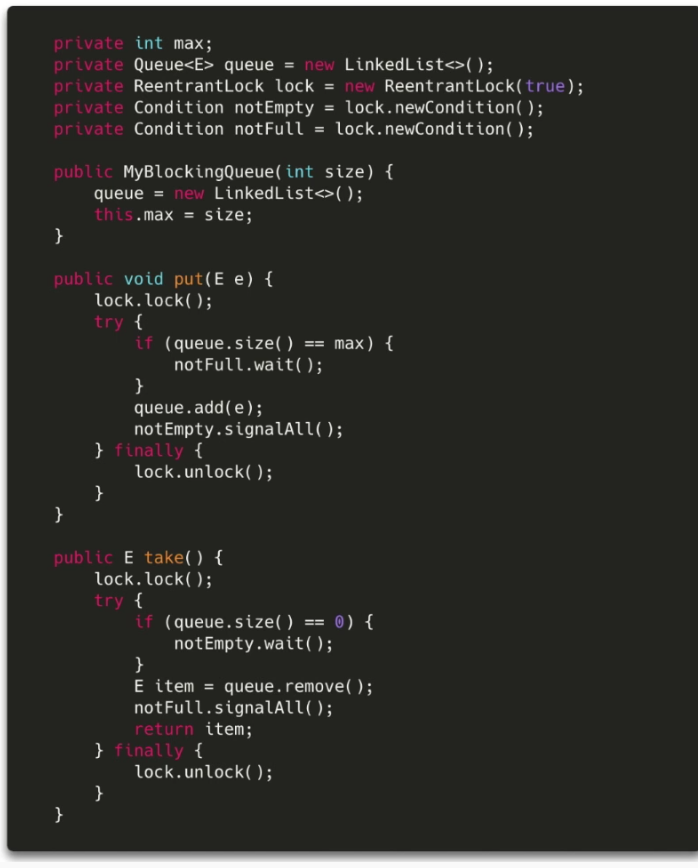 private int max;
private Queue<E> queue = new LinkedList<>();
private ReentrantLock lock = new ReentrantLock(true);
private Condition notEmpty = lock.newCondition();
private Condition notFull = lock.newCondition();

public MyBlockingQueue(int size) {
    queue = new LinkedList<>();
    this.max = size;
}

public void put(E e) {
    lock.lock();
    try {
        if (queue.size() == max) {
            notFull.wait();
        }
        queue.add(e);
        notEmpty.signalAll();
    } finally {
        lock.unlock();
    }
}

public E take() {
    lock.lock();
    try {
        if (queue.size() == 0) {
            notEmpty.wait();
        }
        E item = queue.remove();
        notFull.signalAll();
        return item;
    } finally {
        lock.unlock();
    }
}